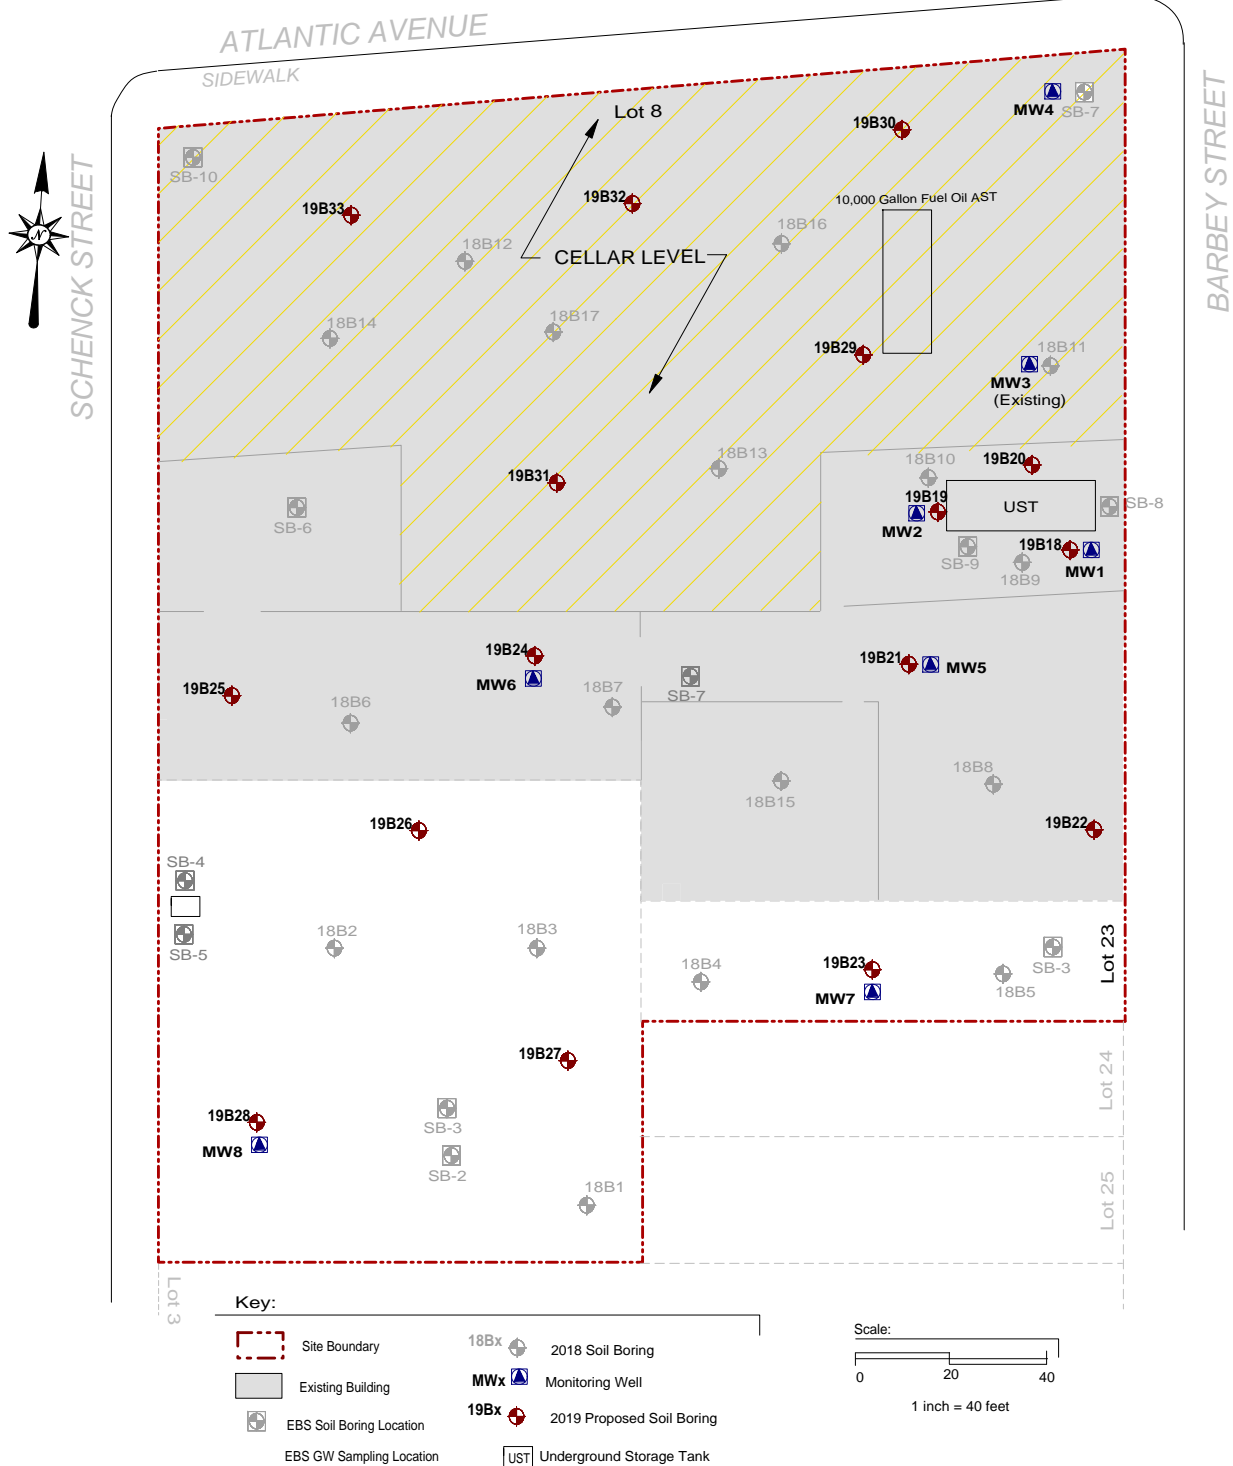 ATLANTIC AVENUE
SIDEWALK
SCHENCK STREET
BARBEY STREET
N
Lot 8
MW4
SB-7
19B30
SB-10
19B33
19B32
10,000 Gallon Fuel Oil AST
18B12
18B16
CELLAR LEVEL
18B14
18B17
19B29
18B11
MW3
(Existing)
19B31
18B13
18B10
19B20
19B19
UST
SB-8
SB-6
MW2
19B18
SB-9
18B9
MW1
19B24
MW6
19B21
MW5
19B25
18B6
18B7
SB-7
18B15
18B8
19B22
19B26
SB-4
SB-5
18B2
18B3
18B4
19B23
MW7
18B5
SB-3
Lot 23
19B27
Lot 24
19B28
MW8
SB-3
SB-2
18B1
Lot 25
Lot 3
Key:
Site Boundary
Existing Building
EBS Soil Boring Location
EBS GW Sampling Location
18Bx
2018 Soil Boring
MWx
Monitoring Well
19Bx
2019 Proposed Soil Boring
UST
Underground Storage Tank
Scale:
0 20 40
1 inch = 40 feet